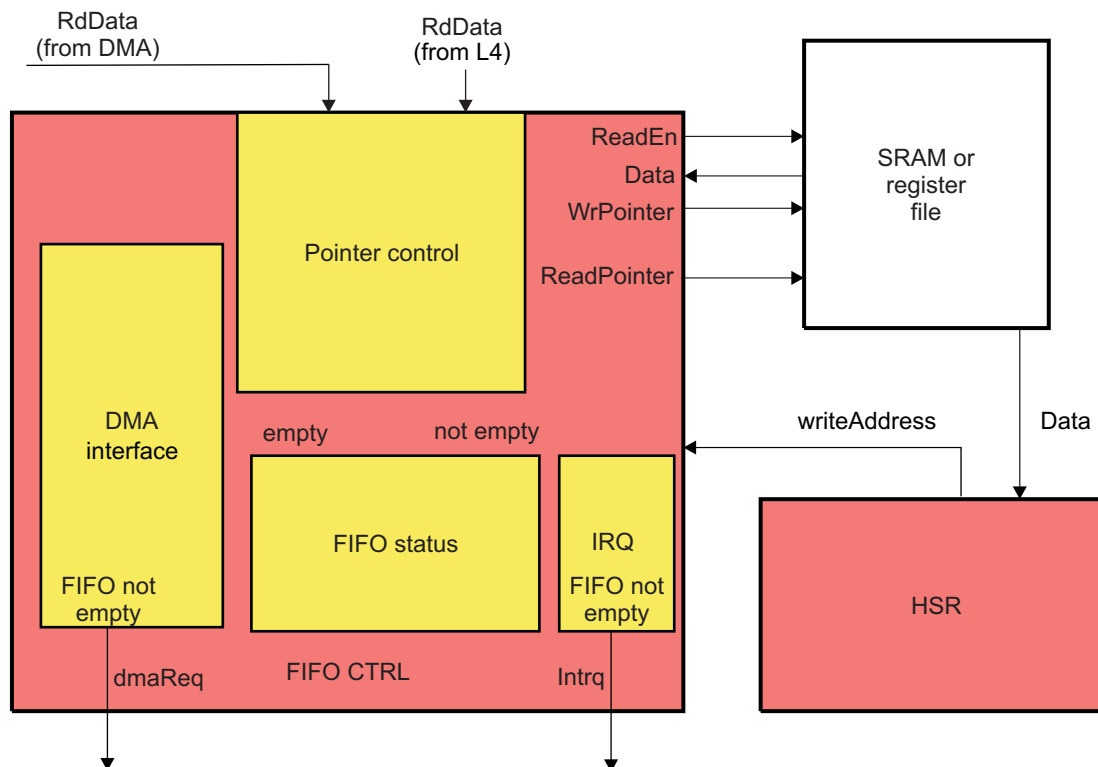 RdData
(from DMA)
RdData
(from L4)
ReadEn
Data
WrPointer
ReadPointer
SRAM or
register
file
Pointer control
DMA
interface
FIFO not
empty
empty
not empty
FIFO status
IRQ
FIFO not
empty
writeAddress
Data
HSR
dmaReq
FIFO CTRL
Intrq